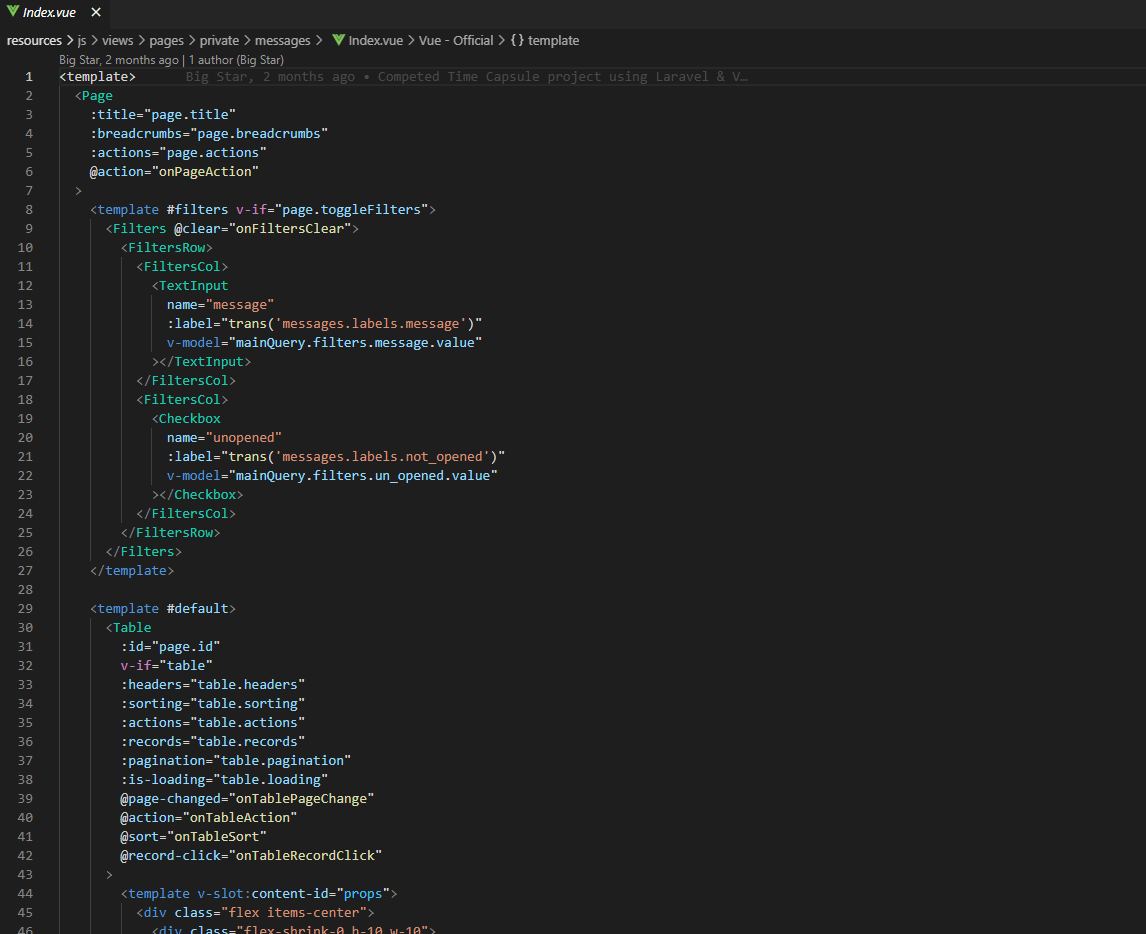 Index.vue ×
resources > js > views > pages > private > messages > Index.vue > Vue - Official > {} template
Big Star, 2 months ago | 1 author (Big Star)
1 <template> Big Star, 2 months ago • Competed Time Capsule project using Laravel & V…
2   <Page
3     :title="page.title"
4     :breadcrumbs="page.breadcrumbs"
5     :actions="page.actions"
6     @action="onPageAction"
7   >
8     <template #filters v-if="page.toggleFilters">
9       <Filters @clear="onFiltersClear">
10         <FiltersRow>
11           <FiltersCol>
12             <TextInput
13               name="message"
14               :label="trans('messages.labels.message')"
15               v-model="mainQuery.filters.message.value"
16             ></TextInput>
17           </FiltersCol>
18           <FiltersCol>
19             <Checkbox
20               name="unopened"
21               :label="trans('messages.labels.not_opened')"
22               v-model="mainQuery.filters.un_opened.value"
23             ></Checkbox>
24           </FiltersCol>
25         </FiltersRow>
26       </Filters>
27     </template>
28
29     <template #default>
30       <Table
31         :id="page.id"
32         v-if="table"
33         :headers="table.headers"
34         :sorting="table.sorting"
35         :actions="table.actions"
36         :records="table.records"
37         :pagination="table.pagination"
38         :is-loading="table.loading"
39         @page-changed="onTablePageChange"
40         @action="onTableAction"
41         @sort="onTableSort"
42         @record-click="onTableRecordClick"
43       >
44         <template v-slot:content-id="props">
45           <div class="flex items-center">
46             <div class="flex-shrink-0 h-10 w-10">